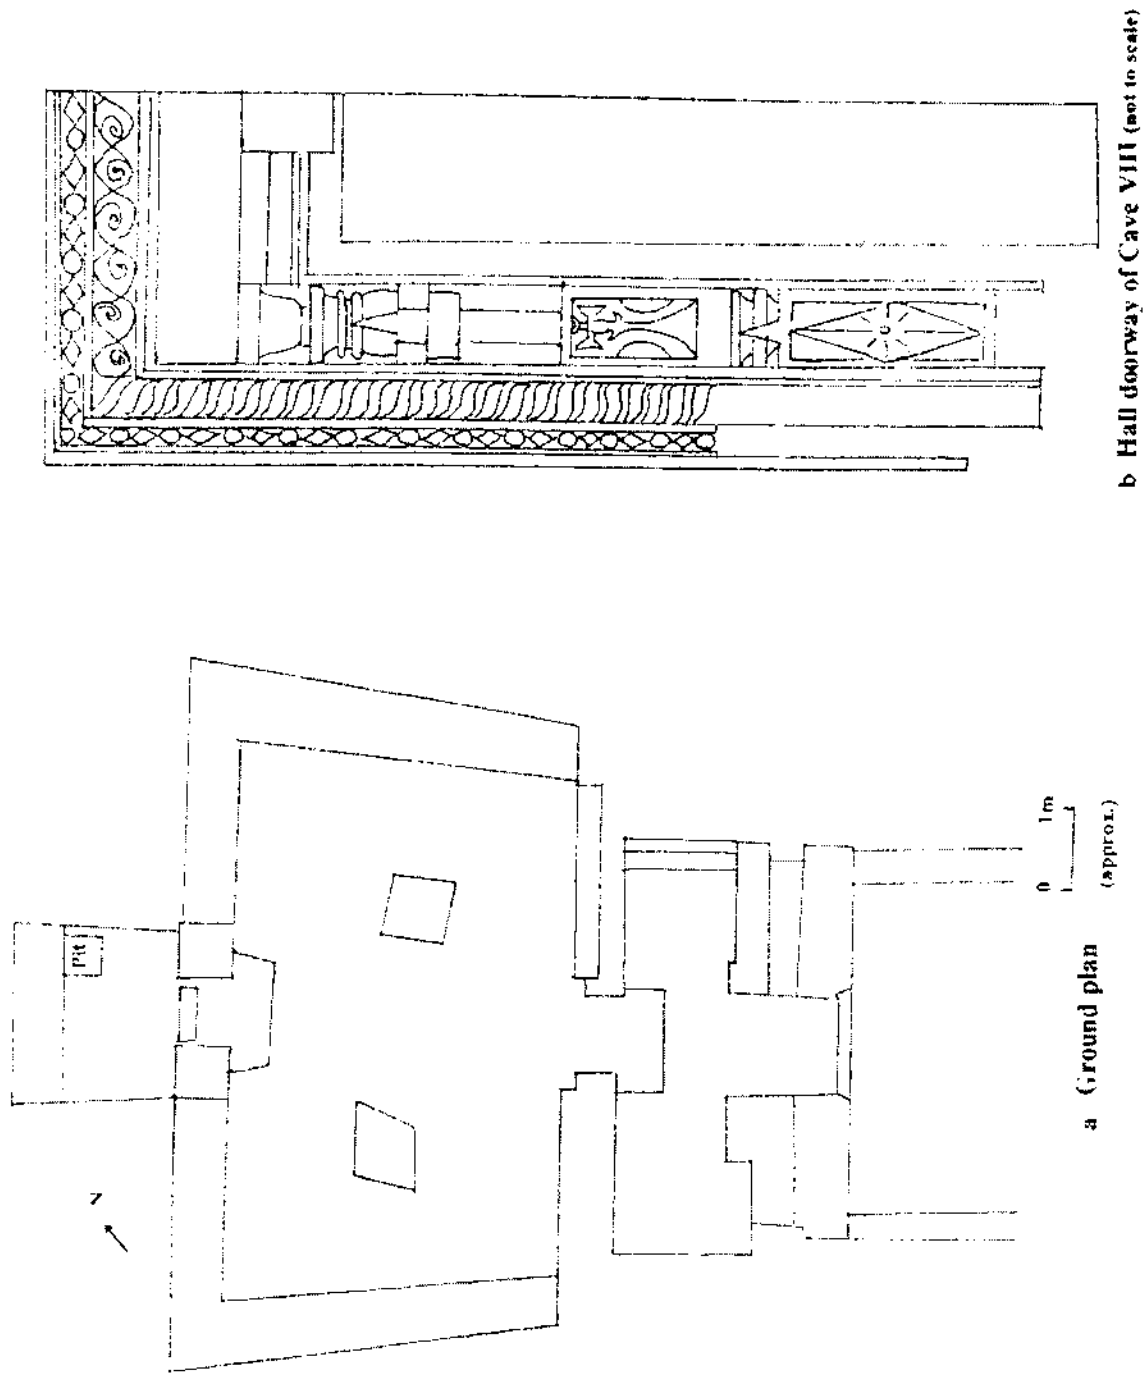 Pit
N
0 1m
(approx.)
a Ground plan
b Hall doorway of Cave VIII (not to scale)